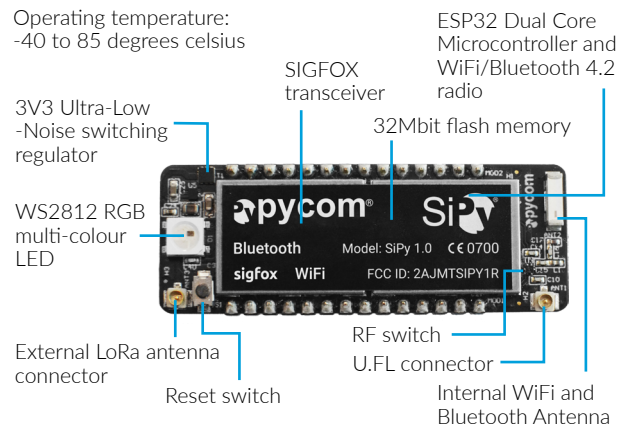 Operating temperature:
-40 to 85 degrees celsius
ESP32 Dual Core
Microcontroller and
WiFi/Bluetooth 4.2
radio
SIGFOX
transceiver
3V3 Ultra-Low
-Noise switching
regulator
32Mbit flash memory
WS2812 RGB
multi-colour
LED
pycom®
SiPy
Bluetooth
Model: SiPy 1.0 CE 0700
sigfox WiFi
FCC ID: 2AJMTSIPY1R
pycom
External LoRa antenna
connector
Reset switch
RF switch
U.FL connector
Internal WiFi and
Bluetooth Antenna